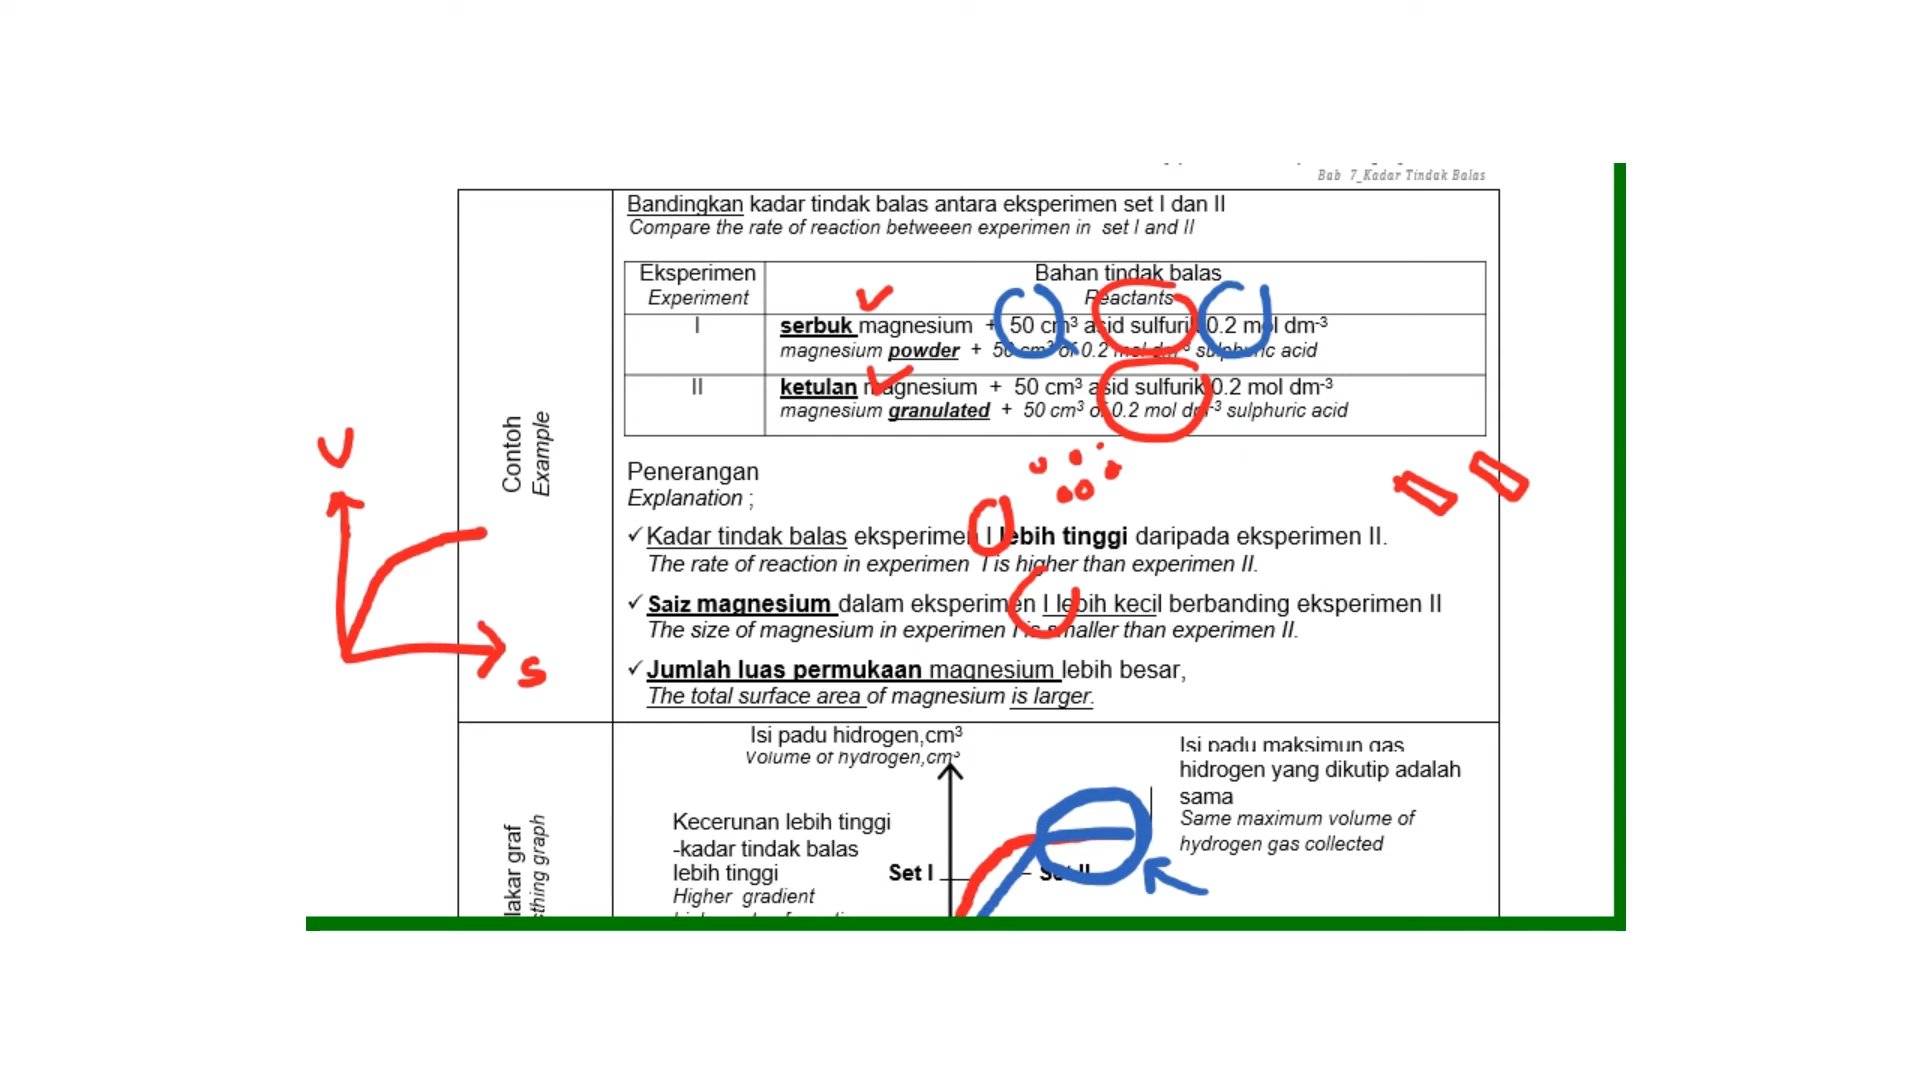 Bab 7_Kadar Tindak Balas
Bandingkan kadar tindak balas antara eksperimen set I dan II
Compare the rate of reaction betweeen experimen in set I and II
Eksperimen
Experiment
Bahan tindak balas
Reactants
I
serbuk magnesium + 50 cm³ asid sulfurik 0.2 mol dm-³
magnesium powder + 50 cm³ of 0.2 mol dm-³ sulphuric acid
II
ketulan magnesium + 50 cm³ asid sulfurik 0.2 mol dm-³
magnesium granulated + 50 cm³ of 0.2 mol dm-³ sulphuric acid
Contoh
Example
Penerangan
Explanation ;
✓ Kadar tindak balas eksperimen I lebih tinggi daripada eksperimen II.
The rate of reaction in experimen I is higher than experimen II.
✓ Saiz magnesium dalam eksperimen I lebih kecil berbanding eksperimen II
The size of magnesium in experimen I is smaller than experimen II.
✓ Jumlah luas permukaan magnesium lebih besar,
The total surface area of magnesium is larger.
V
s
Isi padu hidrogen,cm³
Volume of hydrogen,cm³
Isi padu maksimun gas
hidrogen yang dikutip adalah
sama
Same maximum volume of
hydrogen gas collected
Kecerunan lebih tinggi
-kadar tindak balas
lebih tinggi
Higher gradient
Set I
Set II
lakar graf